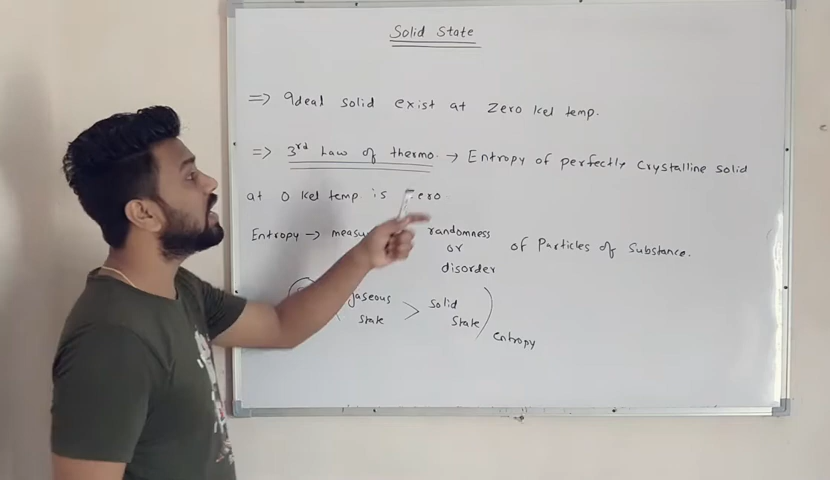 Solid State
=> Ideal solid exist at Zero kel temp.
=> 3rd Law of thermo. → Entropy of perfectly Crystalline solid
at 0 kel temp is Zero
Entropy → measu randomness or disorder of Particles of Substance.
gaseous state > solid state) Entropy